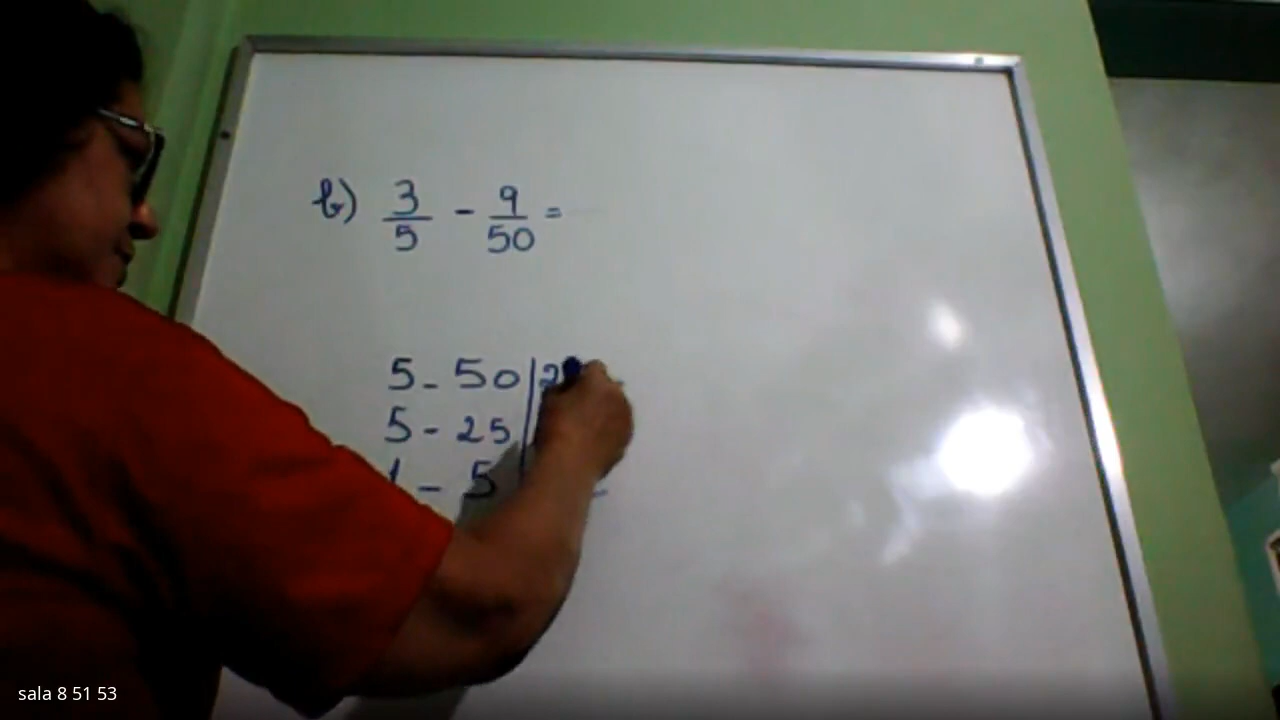 b) 3/5 - 9/50 =
5 - 50 | 2
5 - 25 |
1 - 5 |
sala 8 51 53